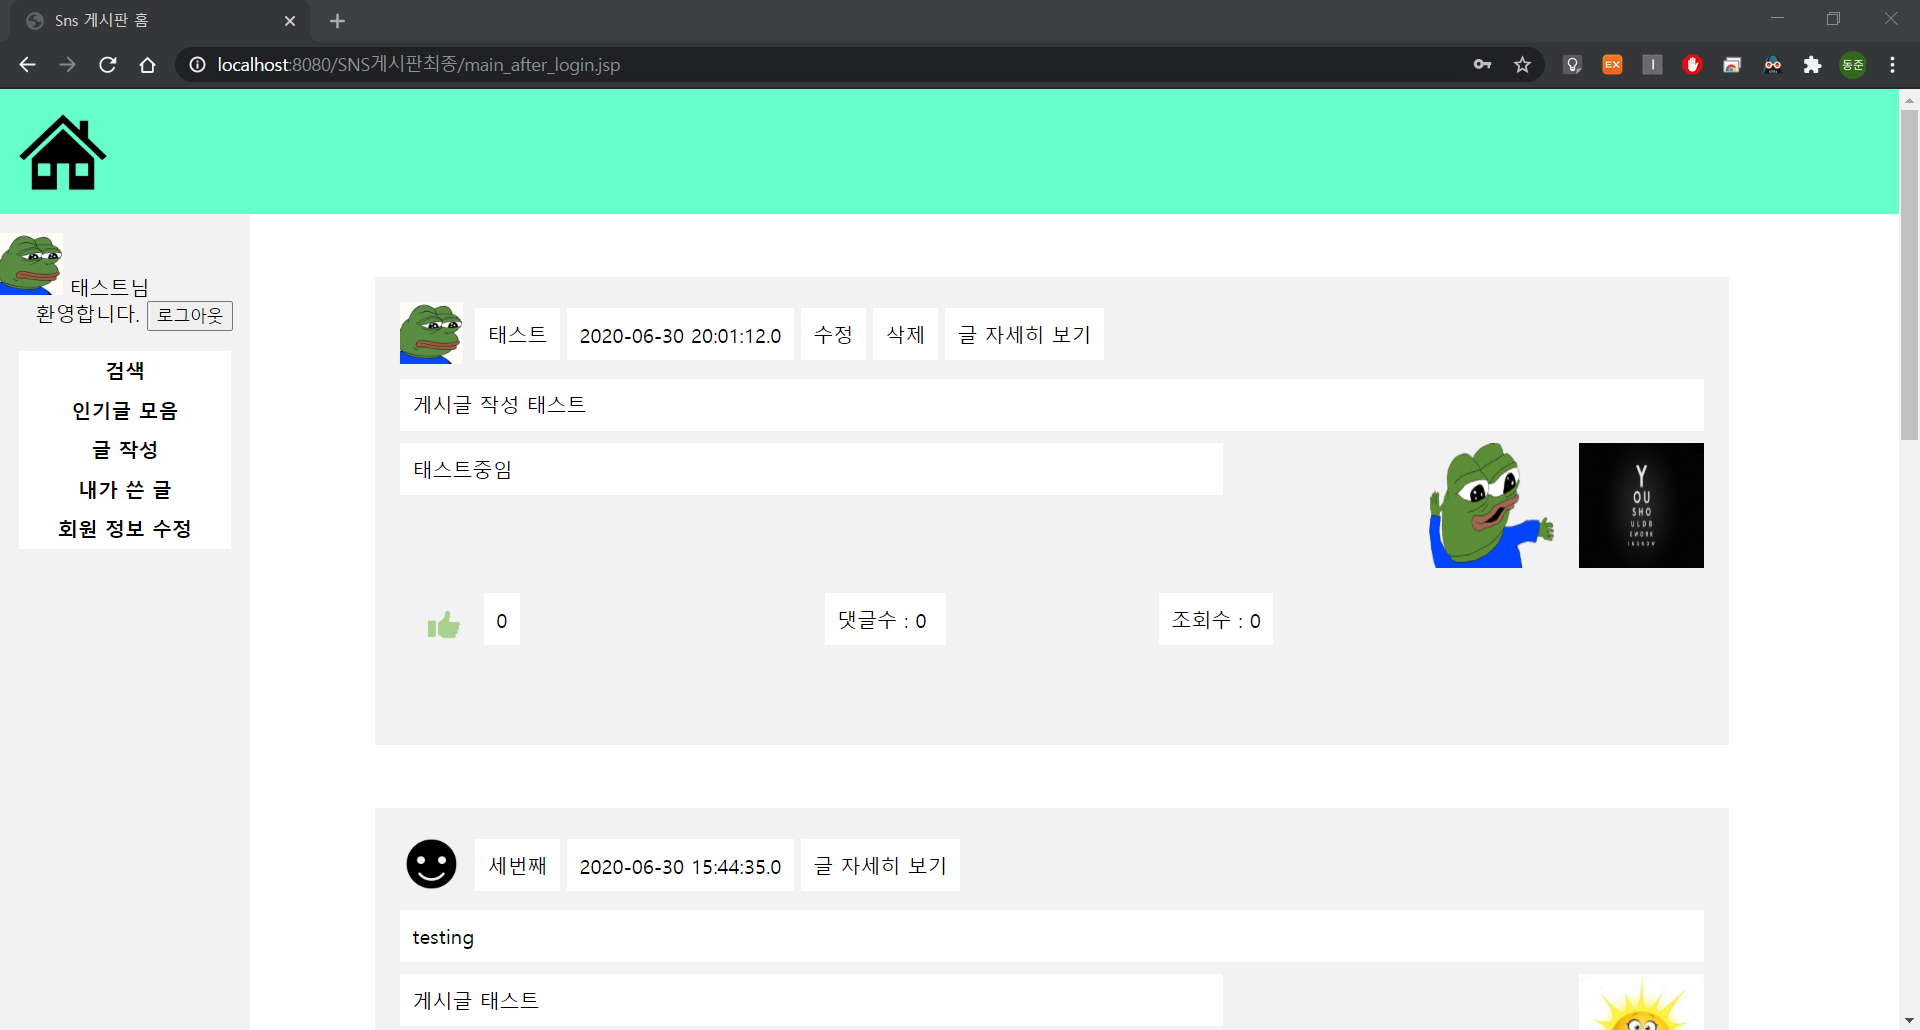 Sns 게시판 홈
localhost:8080/SNS게시판최종/main_after_login.jsp
EX
I
동준
태스트님
환영합니다. 로그아웃
검색
인기글 모음
글 작성
내가 쓴 글
회원 정보 수정
태스트 2020-06-30 20:01:12.0 수정 삭제 글 자세히 보기
게시글 작성 태스트
태스트중임
Y
OU
SHO
ULDB
EWORK
INGNOW
0 댓글수 : 0 조회수 : 0
세번째 2020-06-30 15:44:35.0 글 자세히 보기
testing
게시글 태스트